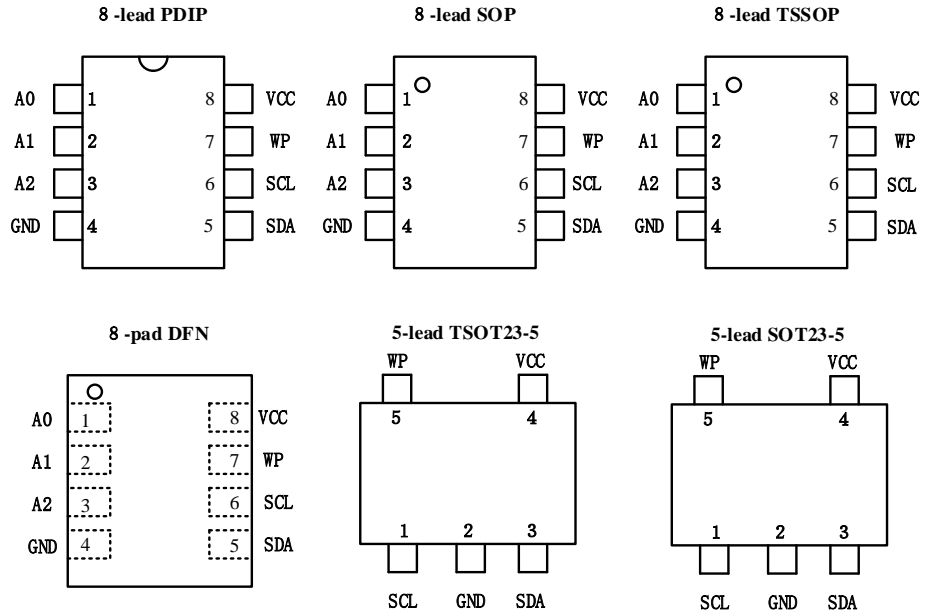 8 -lead PDIP
8 -lead SOP
8 -lead TSSOP
A0 1 8 VCC
A1 2 7 WP
A2 3 6 SCL
GND 4 5 SDA
A0 1 8 VCC
A1 2 7 WP
A2 3 6 SCL
GND 4 5 SDA
A0 1 8 VCC
A1 2 7 WP
A2 3 6 SCL
GND 4 5 SDA
8 -pad DFN
A0 1 8 VCC
A1 2 7 WP
A2 3 6 SCL
GND 4 5 SDA
5-lead TSOT23-5
WP VCC
5 4
1 2 3
SCL GND SDA
5-lead SOT23-5
WP VCC
5 4
1 2 3
SCL GND SDA